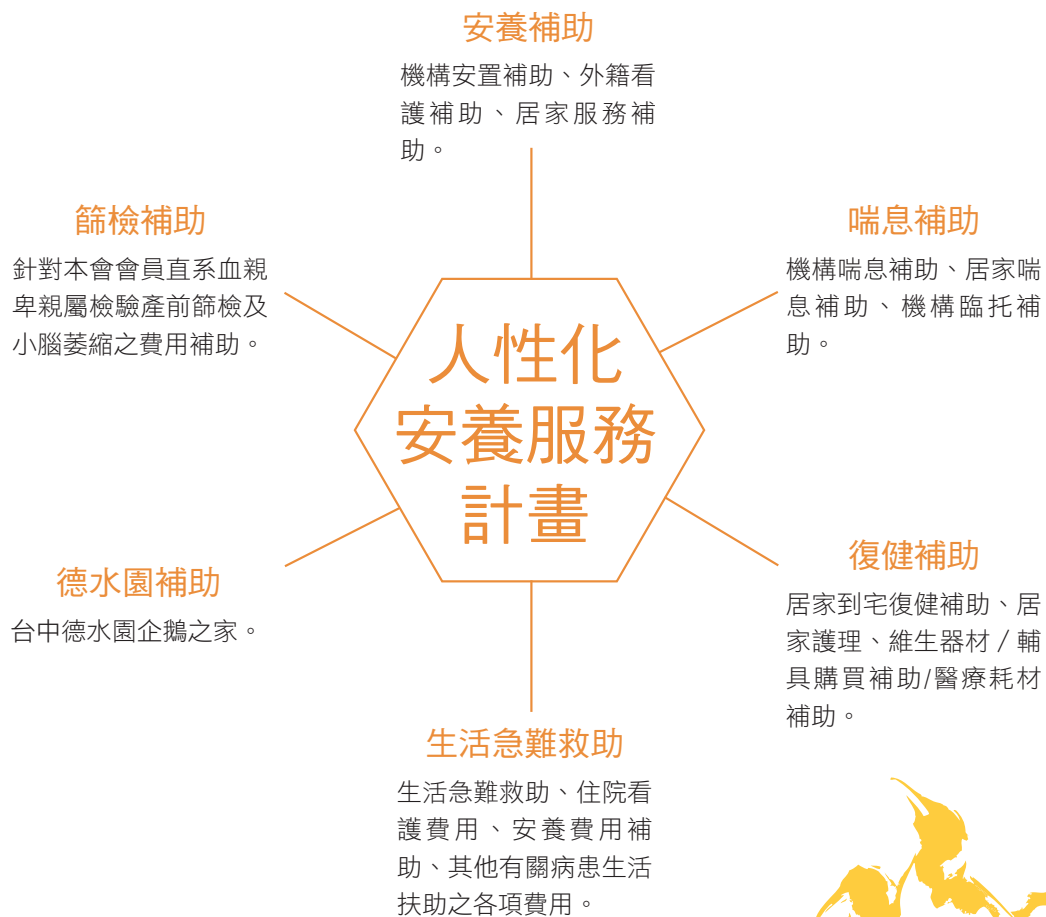 安養補助
機構安置補助、外籍看
護補助、居家服務補
助。
篩檢補助
針對本會會員直系血親
卑親屬檢驗產前篩檢及
小腦萎縮之費用補助。
喘息補助
機構喘息補助、居家喘
息補助、機構臨托補
助。
人性化
安養服務
計畫
德水園補助
台中德水園企鵝之家。
復健補助
居家到宅復健補助、居
家護理、維生器材／輔
具購買補助/醫療耗材
補助。
生活急難救助
生活急難救助、住院看
護費用、安養費用補
助、其他有關病患生活
扶助之各項費用。